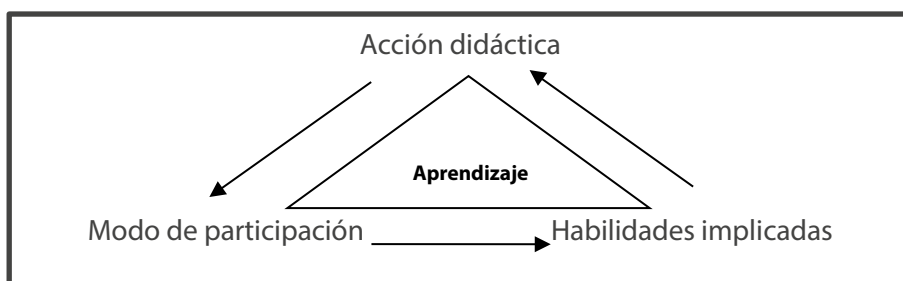 Acción didáctica
Aprendizaje
Modo de participación
Habilidades implicadas